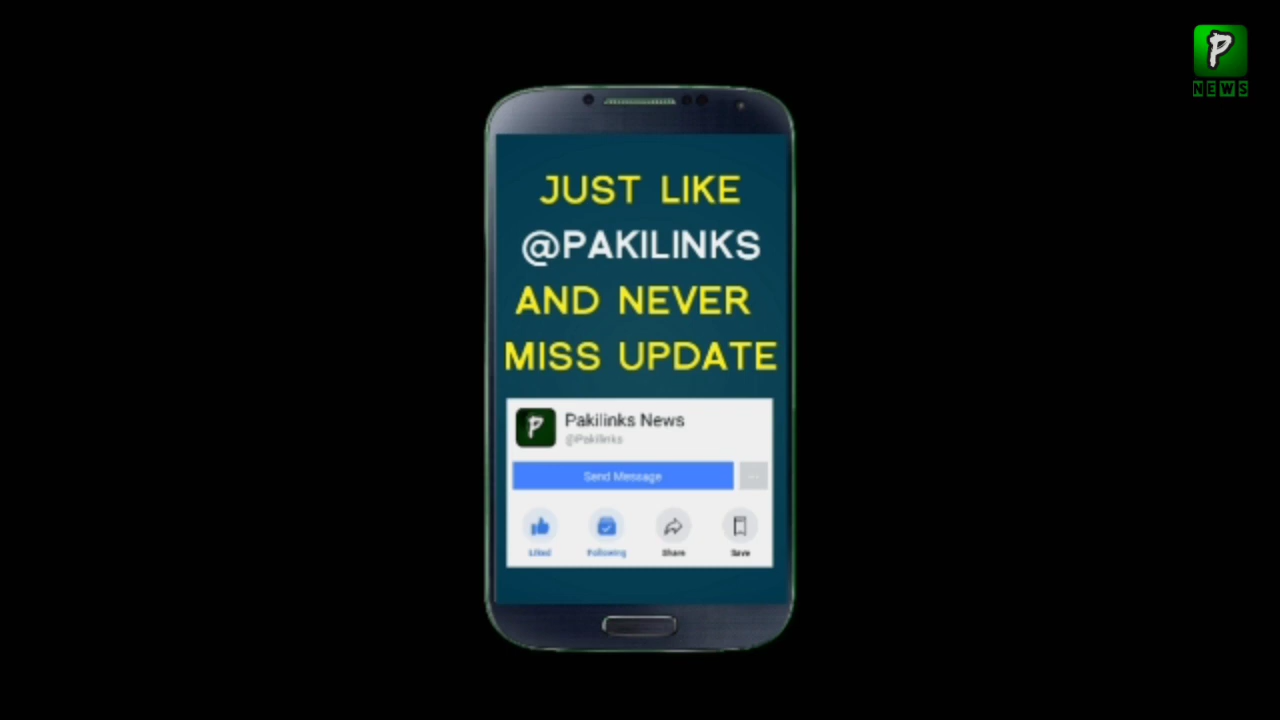 P
NEWS
JUST LIKE
@PAKILINKS
AND NEVER
MISS UPDATE
P
Pakilinks News
@Pakilinks
Send Message
Liked Following Share Save